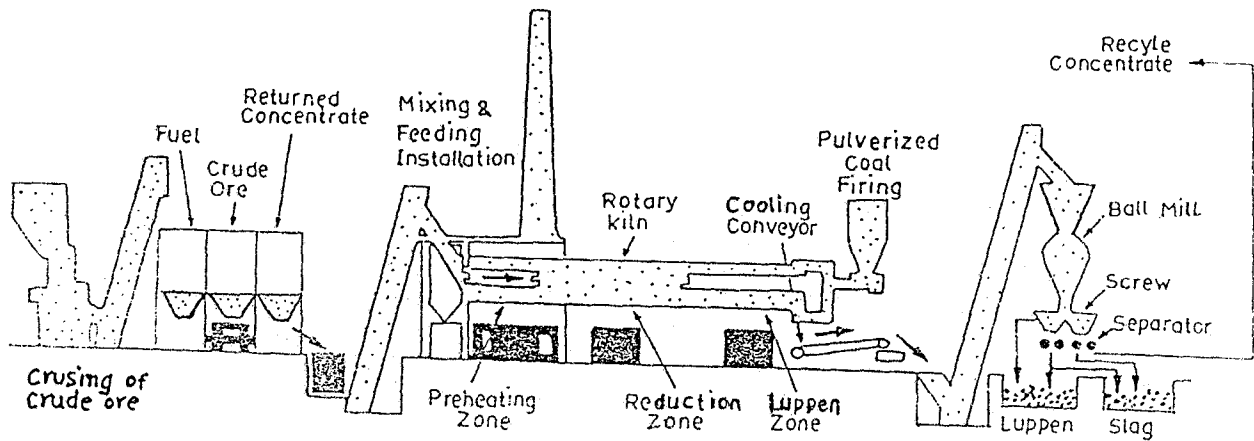 Recyle
Concentrate
Returned
Concentrate
Fuel
Crude
Ore
Mixing &
Feeding
Installation
Pulverized
Coal
Firing
Rotary
kiln
Cooling
Conveyor
Ball Mill
Screw
Separator
Crusing of
Crude ore
Preheating
Zone
Reduction
Zone
Luppen
Zone
Luppen
Slag